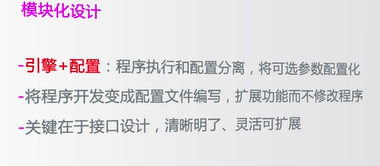 模块化设计
-引擎+配置：程序执行和配置分离，将可选参数配置化
-将程序开发变成配置文件编写，扩展功能而不修改程序
-关键在于接口设计，清晰明了、灵活可扩展